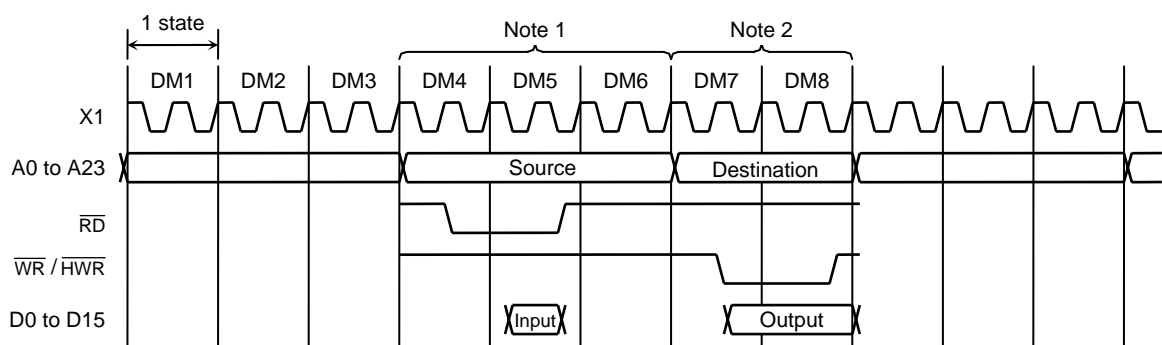 1 state
Note 1
Note 2
DM1 DM2 DM3 DM4 DM5 DM6 DM7 DM8
X1
A0 to A23 Source Destination
RD
WR / HWR
D0 to D15 Input Output